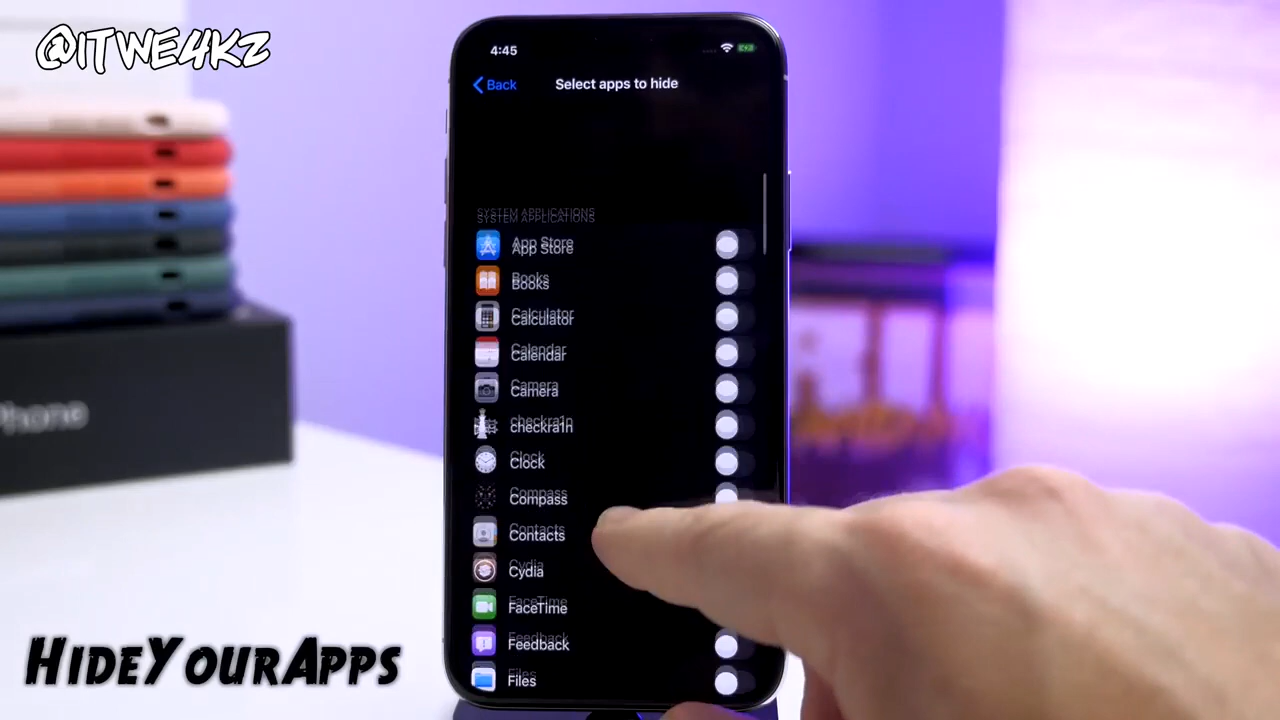 @ITWE4KZ
4:45
Back
Select apps to hide
SYSTEM APPLICATIONS
App Store
Books
Calculator
Calendar
Camera
checkra1n
Clock
Compass
Contacts
Cydia
FaceTime
Feedback
Files
Phone
HIDEYOURAPPS